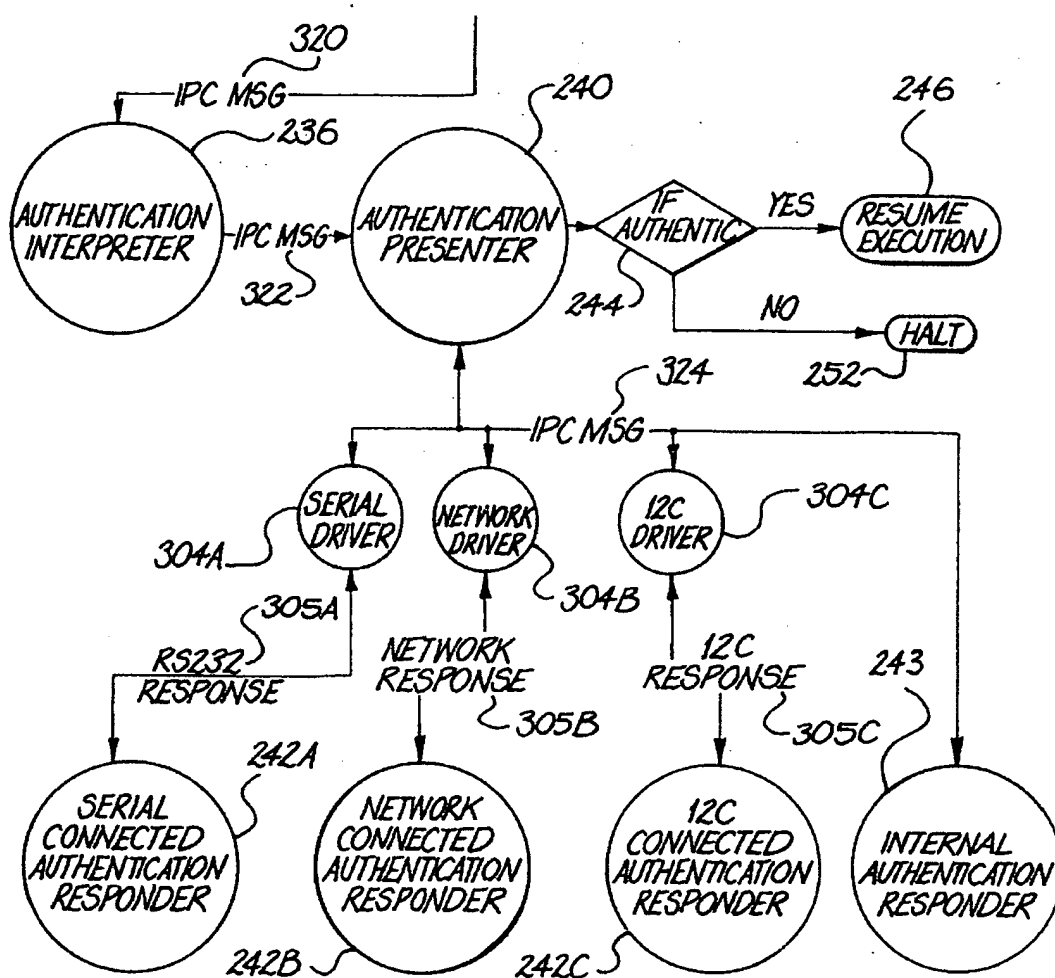 320
IPC MSG
236
240
246
AUTHENTICATION
INTERPRETER
IPC MSG
322
AUTHENTICATION
PRESENTER
IF
AUTHENTIC
244
YES
RESUME
EXECUTION
NO
HALT
252
324
IPC MSG
SERIAL
DRIVER
304A
NETWORK
DRIVER
304B
12C
DRIVER
304C
305A
RS232
RESPONSE
NETWORK
RESPONSE
305B
12C
RESPONSE
305C
243
242A
SERIAL
CONNECTED
AUTHENTICATION
RESPONDER
NETWORK
CONNECTED
AUTHENTICATION
RESPONDER
242B
12C
CONNECTED
AUTHENTICATION
RESPONDER
242C
INTERNAL
AUTHENTICATION
RESPONDER